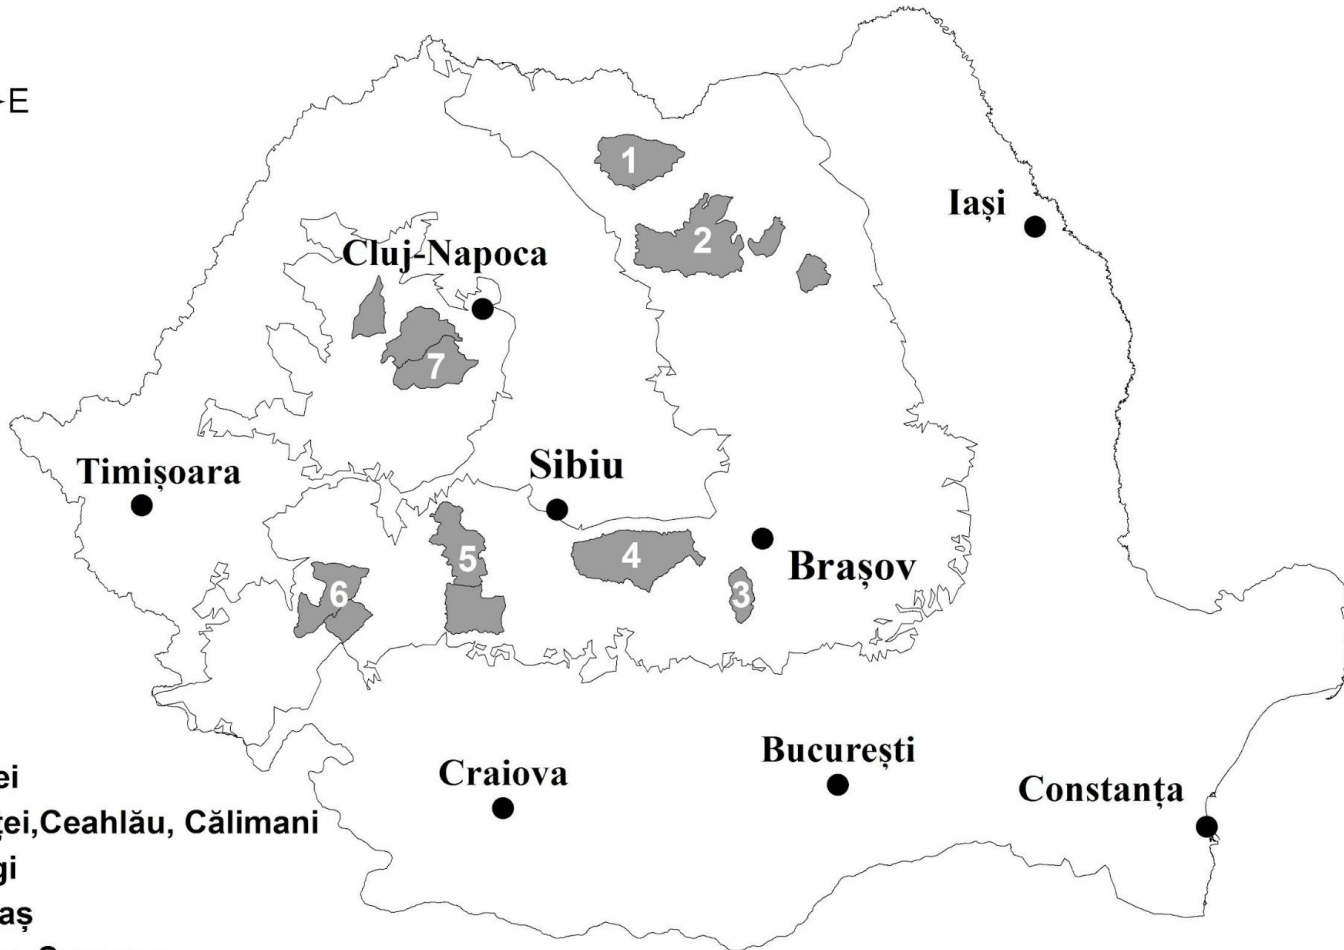 E
1
Iași
2
Cluj-Napoca
7
Sibiu
Timișoara
5
4
Brașov
6
3
București
ei
Craiova
Constanța
ței,Ceahlău, Călimani
gi
aș